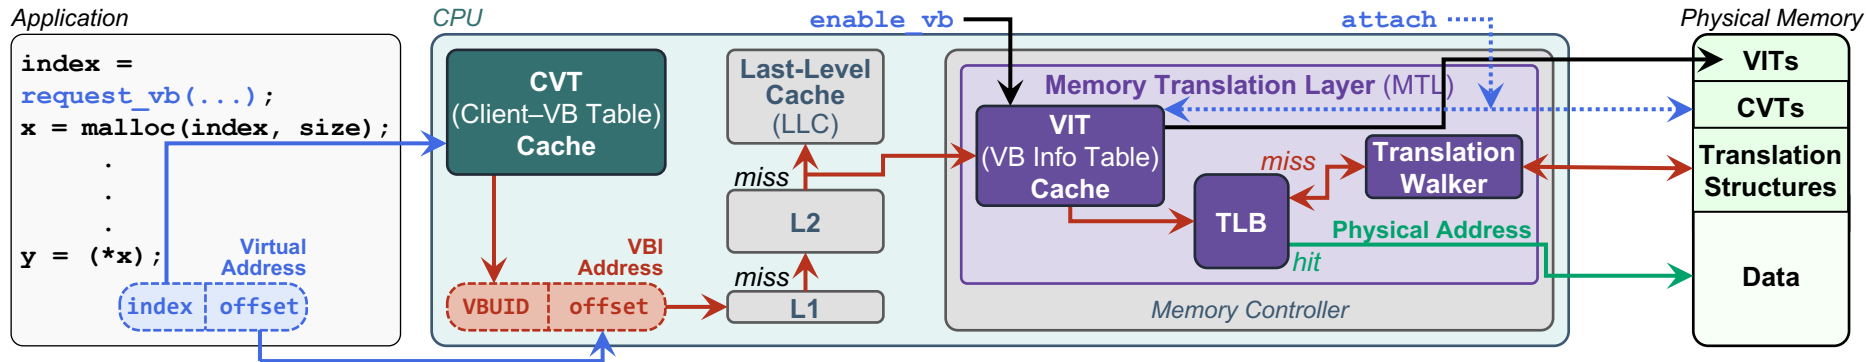 Application
index =
request_vb(...);
x = malloc(index, size);
.
.
.
y = (*x);
Virtual
Address
index
offset
CPU
CVT
(Client–VB Table)
Cache
VBI
Address
VBUID
offset
Last-Level
Cache
(LLC)
miss
L2
miss
L1
enable_vb
attach
Memory Translation Layer (MTL)
VIT
(VB Info Table)
Cache
miss
Translation
Walker
TLB
Physical Address
hit
Memory Controller
Physical Memory
VITs
CVTs
Translation
Structures
Data